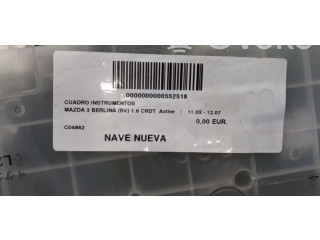 0000000000552518
CUADRO INSTRUMENTOS
MAZDA 3 BERLINA (BK) 1.6 CRDT Active | 11.03 - 12.07
0,00 EUR.
C04862
NAVE NUEVA